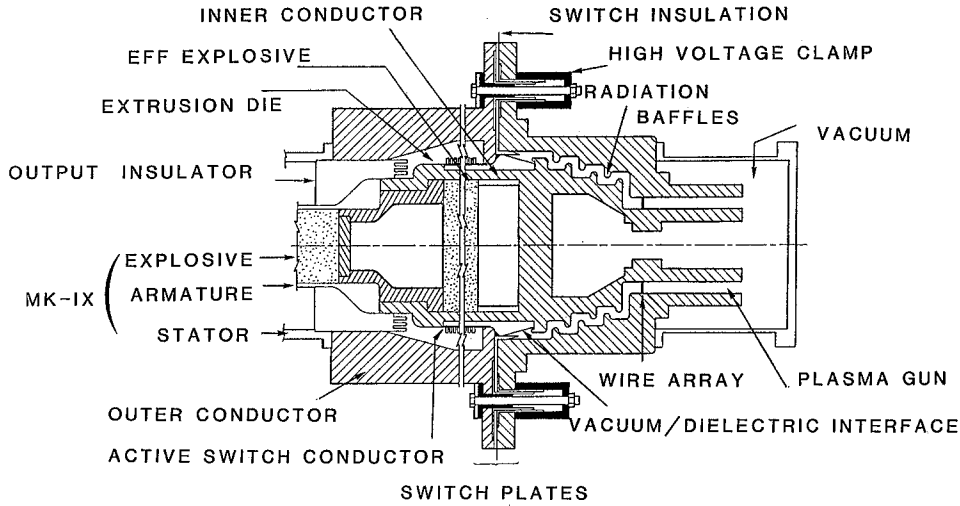 INNER CONDUCTOR
SWITCH INSULATION
EFF EXPLOSIVE
HIGH VOLTAGE CLAMP
EXTRUSION DIE
RADIATION
BAFFLES
VACUUM
OUTPUT INSULATOR
EXPLOSIVE
MK-IX
ARMATURE
STATOR
WIRE ARRAY
PLASMA GUN
OUTER CONDUCTOR
VACUUM/DIELECTRIC INTERFACE
ACTIVE SWITCH CONDUCTOR
SWITCH PLATES